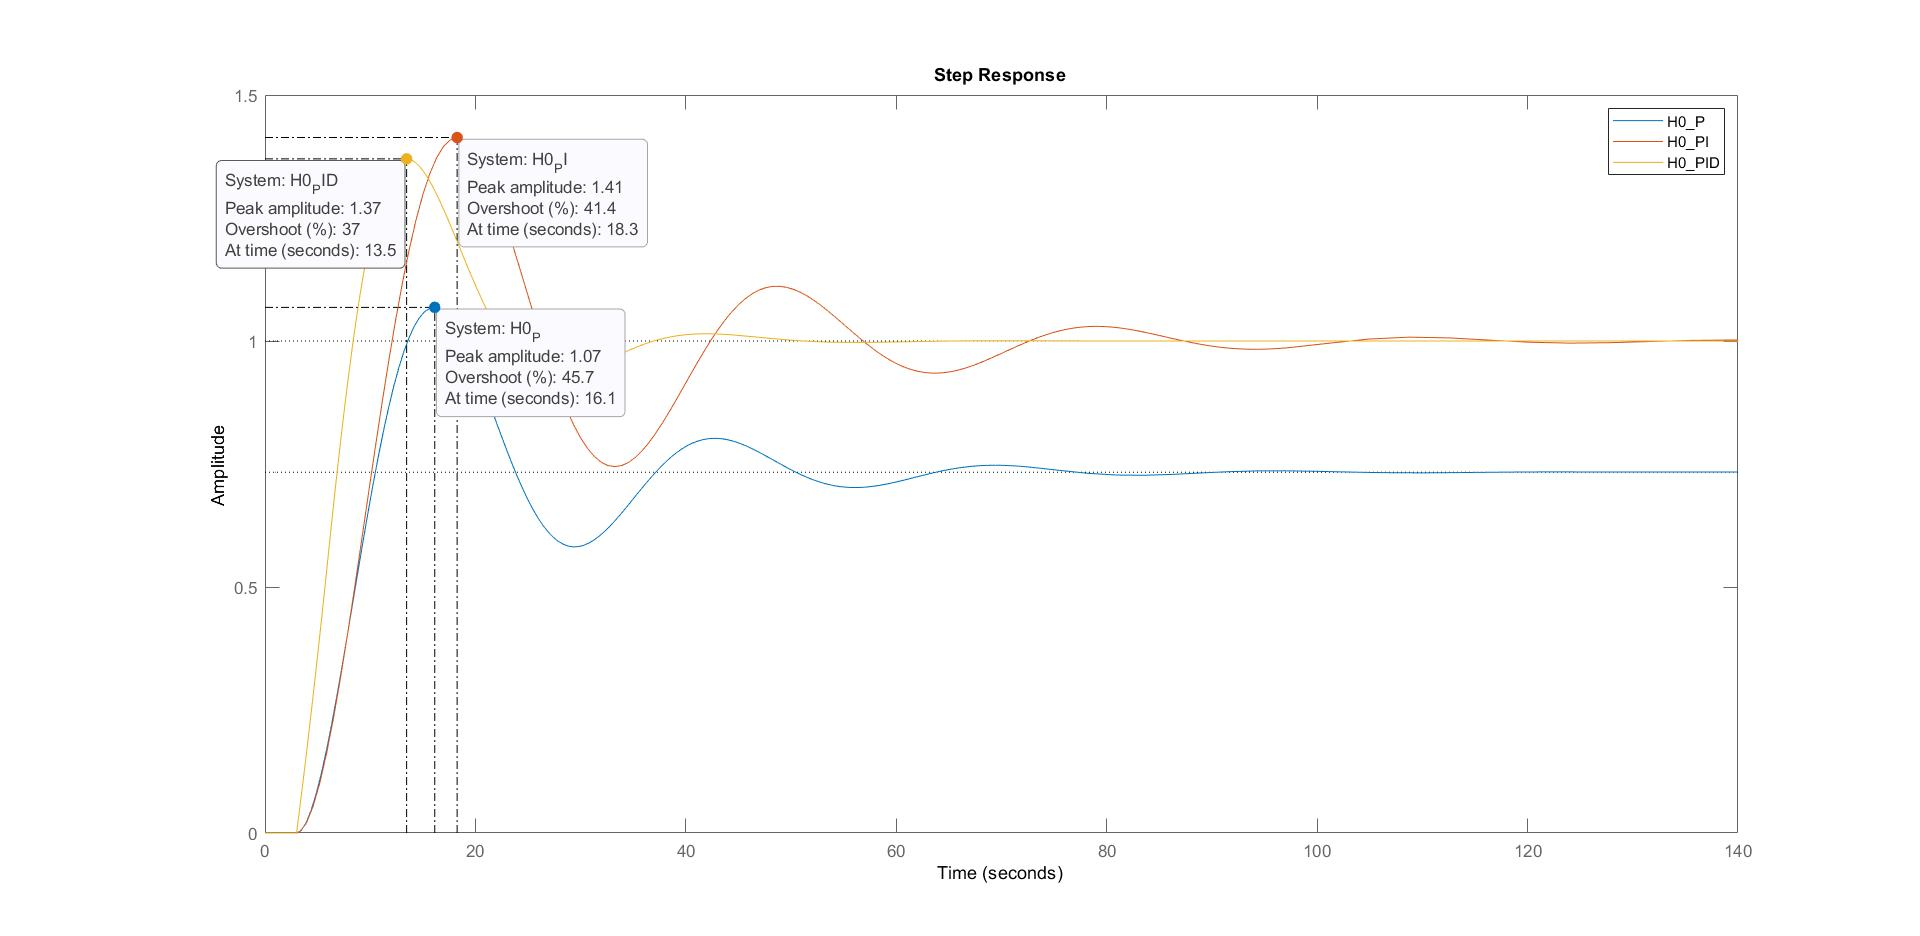 Step Response
1.5
H0_P
H0_PI
H0_PID
System: H0PI
Peak amplitude: 1.41
Overshoot (%): 41.4
At time (seconds): 18.3
System: H0PID
Peak amplitude: 1.37
Overshoot (%): 37
At time (seconds): 13.5
System: H0P
Peak amplitude: 1.07
Overshoot (%): 45.7
At time (seconds): 16.1
1
Amplitude
0.5
0
0 20 40 60 80 100 120 140
Time (seconds)